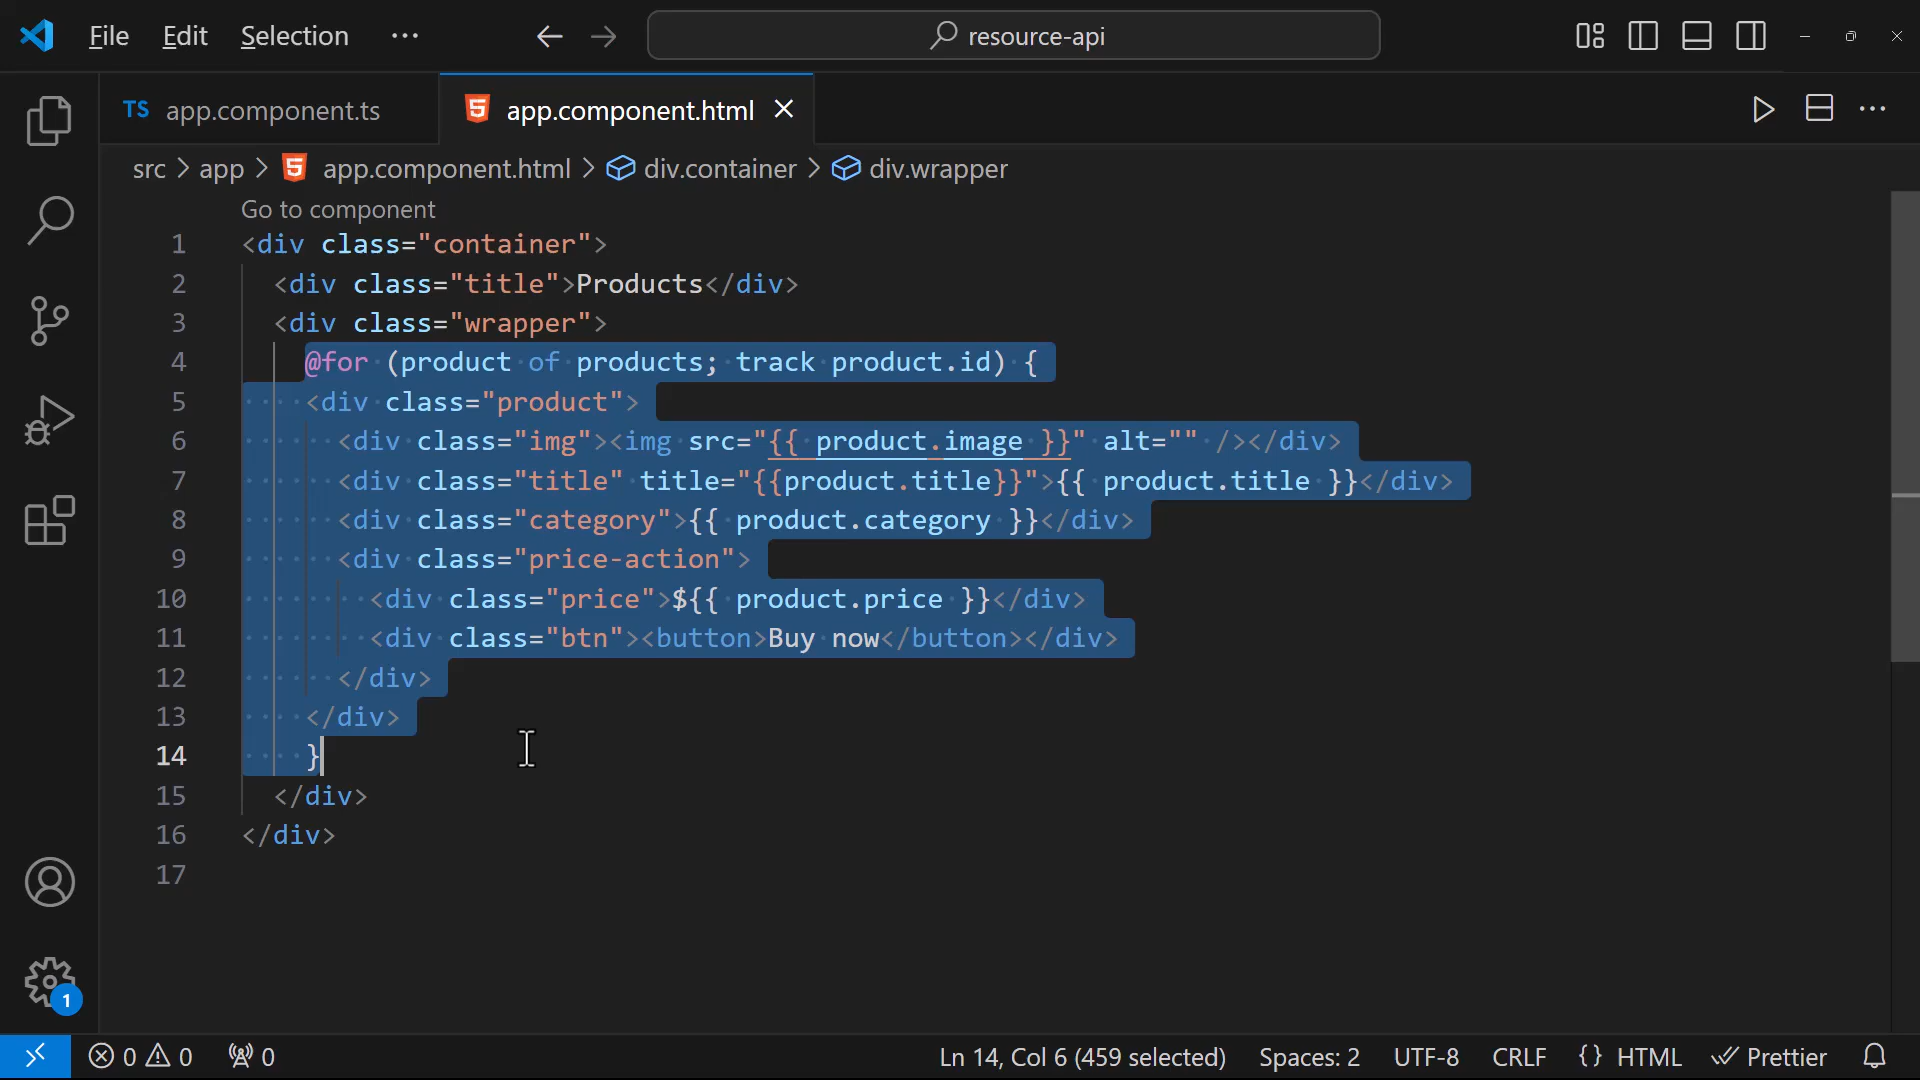 File Edit Selection ··· resource-api
TS app.component.ts app.component.html
src > app > app.component.html > div.container > div.wrapper
Go to component
1 <div class="container">
2 <div class="title">Products</div>
3 <div class="wrapper">
4 @for (product of products; track product.id) {
5 <div class="product">
6 <div class="img"><img src="{{ product.image }}" alt="" /></div>
7 <div class="title" title="{{product.title}}">{{ product.title }}</div>
8 <div class="category">{{ product.category }}</div>
9 <div class="price-action">
10 <div class="price">${{ product.price }}</div>
11 <div class="btn"><button>Buy now</button></div>
12 </div>
13 </div>
14 }
15 </div>
16 </div>
17
1
0 0 0 Ln 14, Col 6 (459 selected) Spaces: 2 UTF-8 CRLF {} HTML Prettier